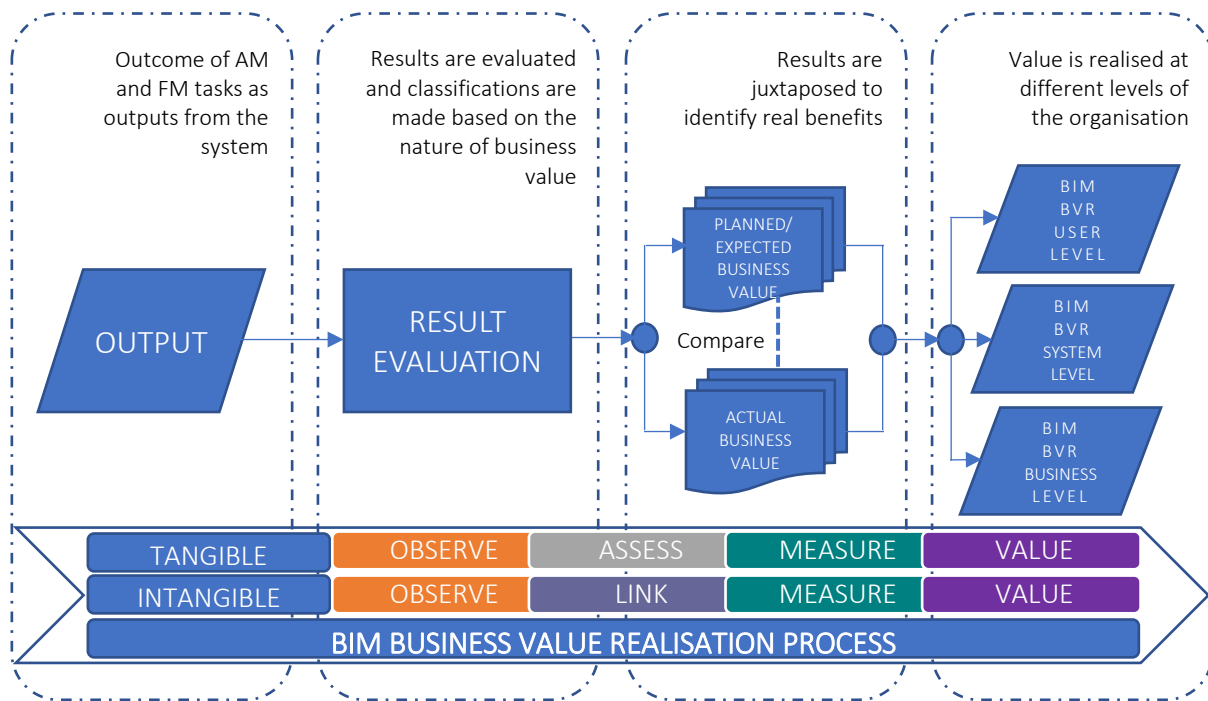 Outcome of AM
and FM tasks as
outputs from the
system
Results are evaluated
and classifications are
made based on the
nature of business
value
Results are
juxtaposed to
identify real benefits
Value is realised at
different levels of
the organisation
OUTPUT
RESULT
EVALUATION
PLANNED/
EXPECTED
BUSINESS
VALUE
Compare
ACTUAL
BUSINESS
VALUE
BIM
BVR
USER
LEVEL
BIM
BVR
SYSTEM
LEVEL
BIM
BVR
BUSINESS
LEVEL
TANGIBLE OBSERVE ASSESS MEASURE VALUE
INTANGIBLE OBSERVE LINK MEASURE VALUE
BIM BUSINESS VALUE REALISATION PROCESS